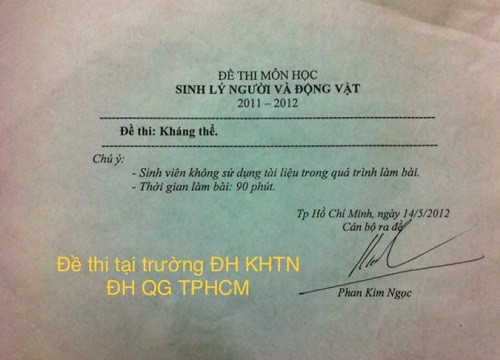 ĐỀ THI MÔN HỌC
SINH LÝ NGƯỜI VÀ ĐỘNG VẬT
2011 – 2012
Đề thi: Kháng thể.
Chú ý:
- Sinh viên không sử dụng tài liệu trong quá trình làm bài.
- Thời gian làm bài: 90 phút.
Tp Hồ Chí Minh, ngày 14/5/2012
Cán bộ ra đề
Phan Kim Ngọc
Đề thi tại trường ĐH KHTN
ĐH QG TPHCM